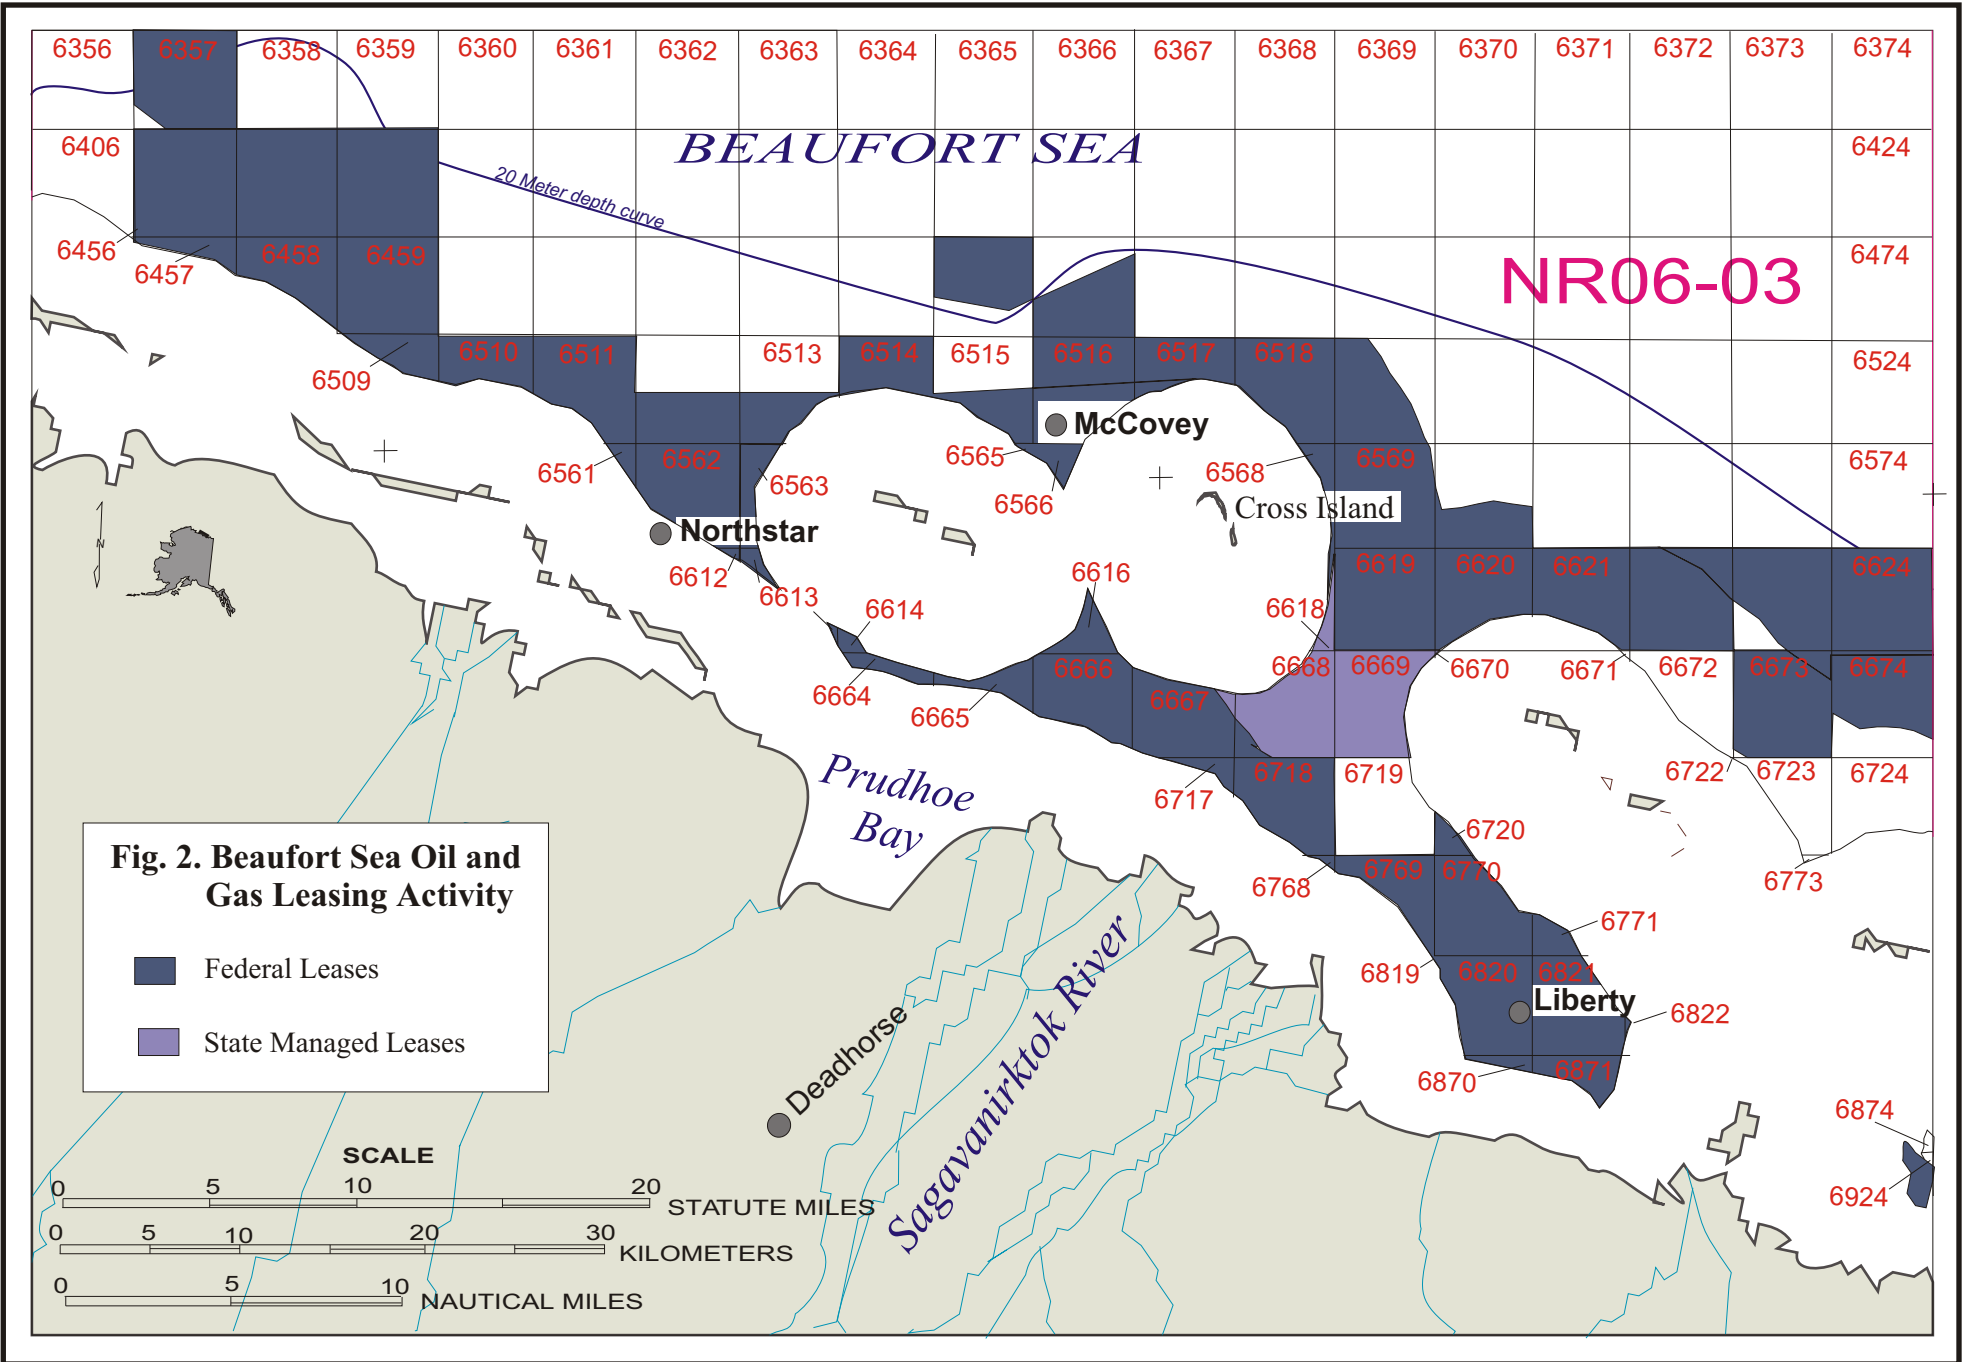 6356 6357 6358 6359 6360 6361 6362 6363 6364 6365 6366 6367 6368 6369 6370 6371 6372 6373 6374
6406 BEAUFORT SEA 6424
20 Meter depth curve
6456 6457 6458 6459 6474
NR06-03
6509 6510 6511 6513 6514 6515 6516 6517 6518 6524
McCovey
6561 6562 6563 6565 6566 6568 6569 6574
Cross Island
Northstar
N
6612 6613 6614 6616 6618 6619 6620 6621 6624
6664 6665 6666 6667 6668 6669 6670 6671 6672 6673 6674
Prudhoe
Bay
6717 6718 6719 6720 6722 6723 6724
6768 6769 6770 6771 6773
6819 6820 6821 6822
Liberty
6870 6871 6874
6924
Fig. 2. Beaufort Sea Oil and
Gas Leasing Activity
Federal Leases
State Managed Leases
Deadhorse
Sagavanirktok River
SCALE
0 5 10 20
STATUTE MILES
0 5 10 20 30
KILOMETERS
0 5 10
NAUTICAL MILES